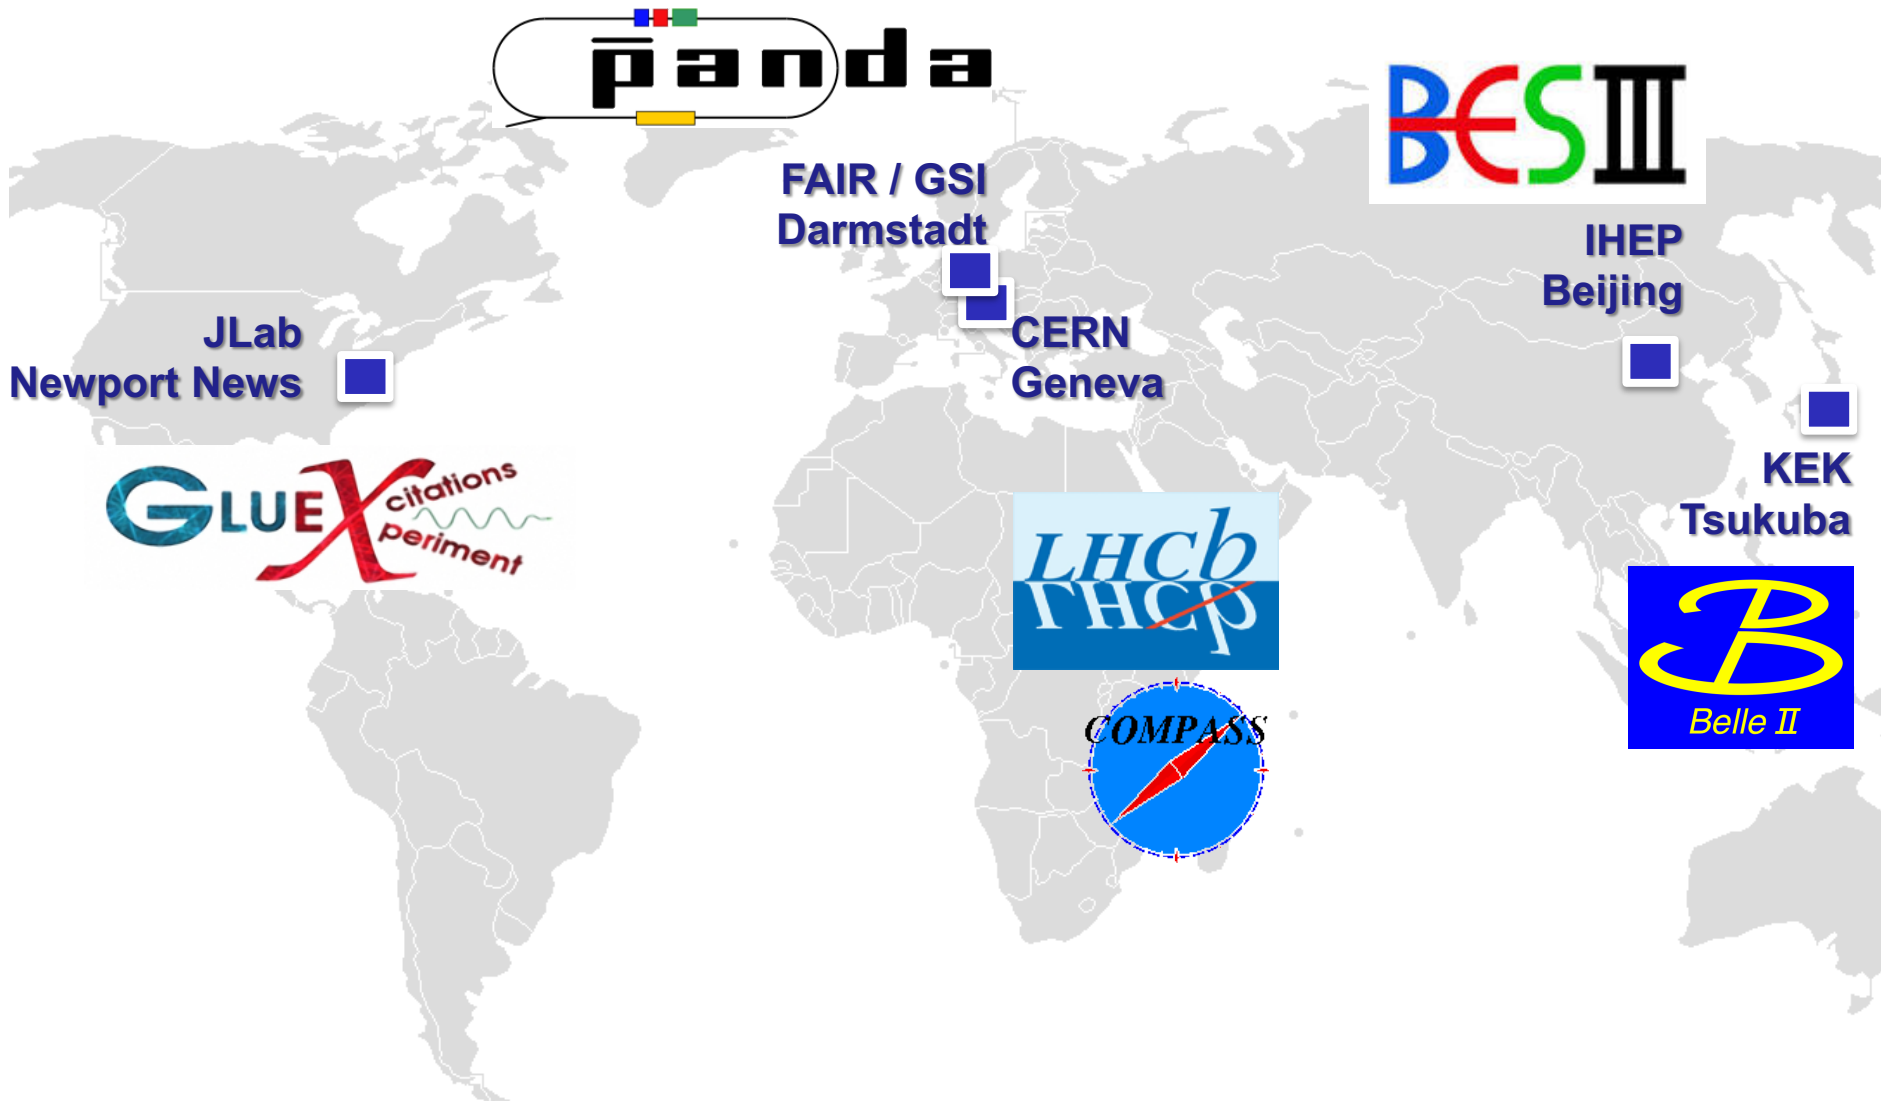 p̅anda
BESIII
FAIR / GSI
Darmstadt
IHEP
Beijing
JLab
Newport News
CERN
Geneva
KEK
Tsukuba
GLUEX
citations
periment
LHCb
LHCb
COMPASS
Belle II